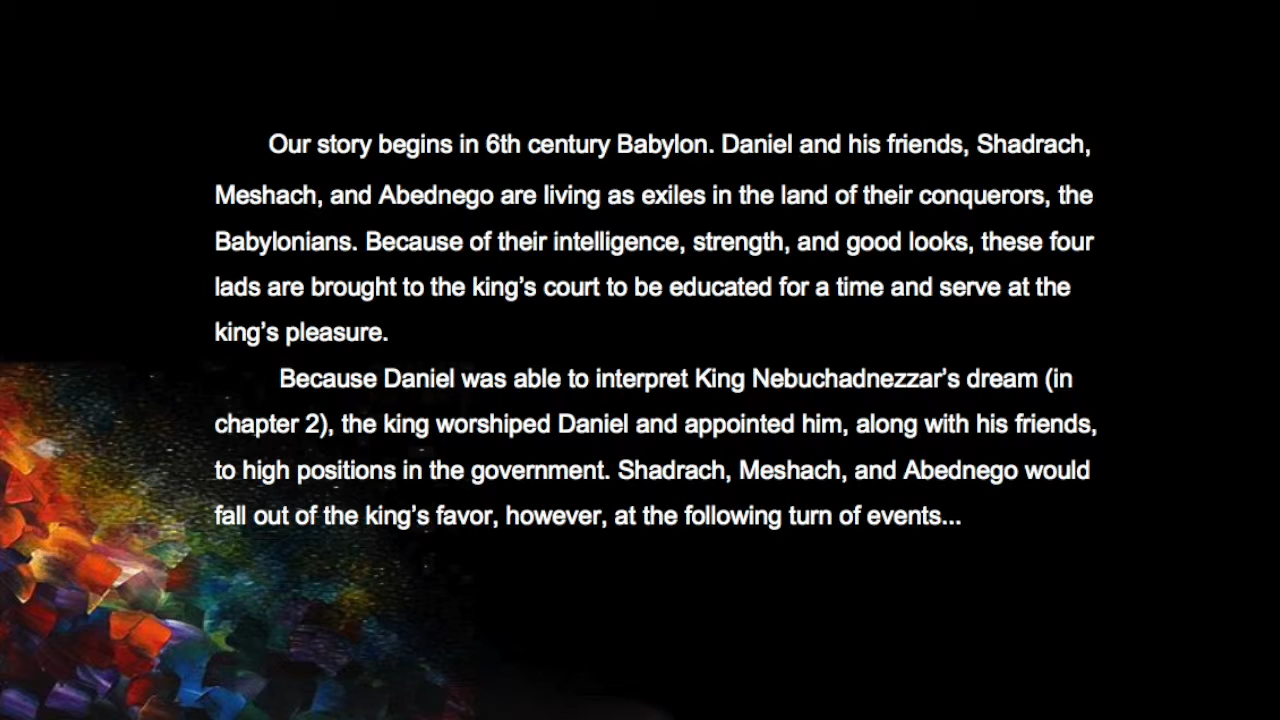 Our story begins in 6th century Babylon. Daniel and his friends, Shadrach,
Meshach, and Abednego are living as exiles in the land of their conquerors, the
Babylonians. Because of their intelligence, strength, and good looks, these four
lads are brought to the king’s court to be educated for a time and serve at the
king’s pleasure.
Because Daniel was able to interpret King Nebuchadnezzar’s dream (in
chapter 2), the king worshiped Daniel and appointed him, along with his friends,
to high positions in the government. Shadrach, Meshach, and Abednego would
fall out of the king’s favor, however, at the following turn of events...